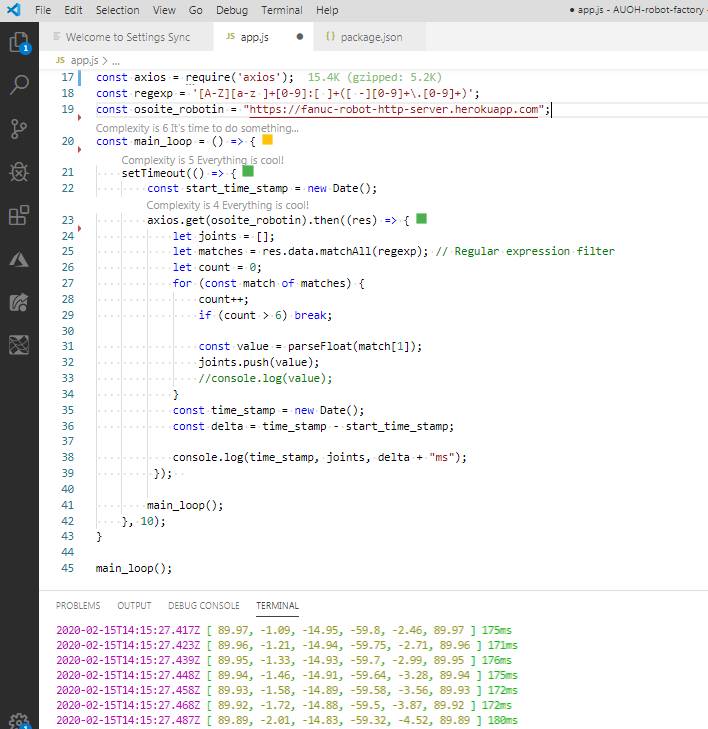 File Edit Selection View Go Debug Terminal Help ● app.js - AUOH-robot-factory -
Welcome to Settings Sync JS app.js ● {} package.json
JS app.js > ...
17 const axios = require('axios'); 15.4K (gzipped: 5.2K)
18 const regexp = '[A-Z][a-z ]+[0-9]:[ ]+([ -][0-9]+\.[0-9]+)';
19 const osoite_robotin = "https://fanuc-robot-http-server.herokuapp.com";
Complexity is 6 It's time to do something...
20 const main_loop = () => {
Complexity is 5 Everything is cool!
21 setTimeout(() => {
22 const start_time_stamp = new Date();
Complexity is 4 Everything is cool!
23 axios.get(osoite_robotin).then((res) => {
24 let joints = [];
25 let matches = res.data.matchAll(regexp); // Regular expression filter
26 let count = 0;
27 for (const match of matches) {
28 count++;
29 if (count > 6) break;
30
31 const value = parseFloat(match[1]);
32 joints.push(value);
33 //console.log(value);
34 }
35 const time_stamp = new Date();
36 const delta = time_stamp - start_time_stamp;
37
38 console.log(time_stamp, joints, delta + "ms");
39 });
40
41 main_loop();
42 }, 10);
43 }
44
45 main_loop();
PROBLEMS OUTPUT DEBUG CONSOLE TERMINAL
2020-02-15T14:15:27.417Z [ 89.97, -1.09, -14.95, -59.8, -2.46, 89.97 ] 175ms
2020-02-15T14:15:27.423Z [ 89.96, -1.21, -14.94, -59.75, -2.71, 89.96 ] 171ms
2020-02-15T14:15:27.439Z [ 89.95, -1.33, -14.93, -59.7, -2.99, 89.95 ] 176ms
2020-02-15T14:15:27.448Z [ 89.94, -1.46, -14.91, -59.64, -3.28, 89.94 ] 175ms
2020-02-15T14:15:27.458Z [ 89.93, -1.58, -14.89, -59.58, -3.56, 89.93 ] 172ms
2020-02-15T14:15:27.468Z [ 89.92, -1.72, -14.88, -59.5, -3.87, 89.92 ] 172ms
2020-02-15T14:15:27.487Z [ 89.89, -2.01, -14.83, -59.32, -4.52, 89.89 ] 180ms
1
1